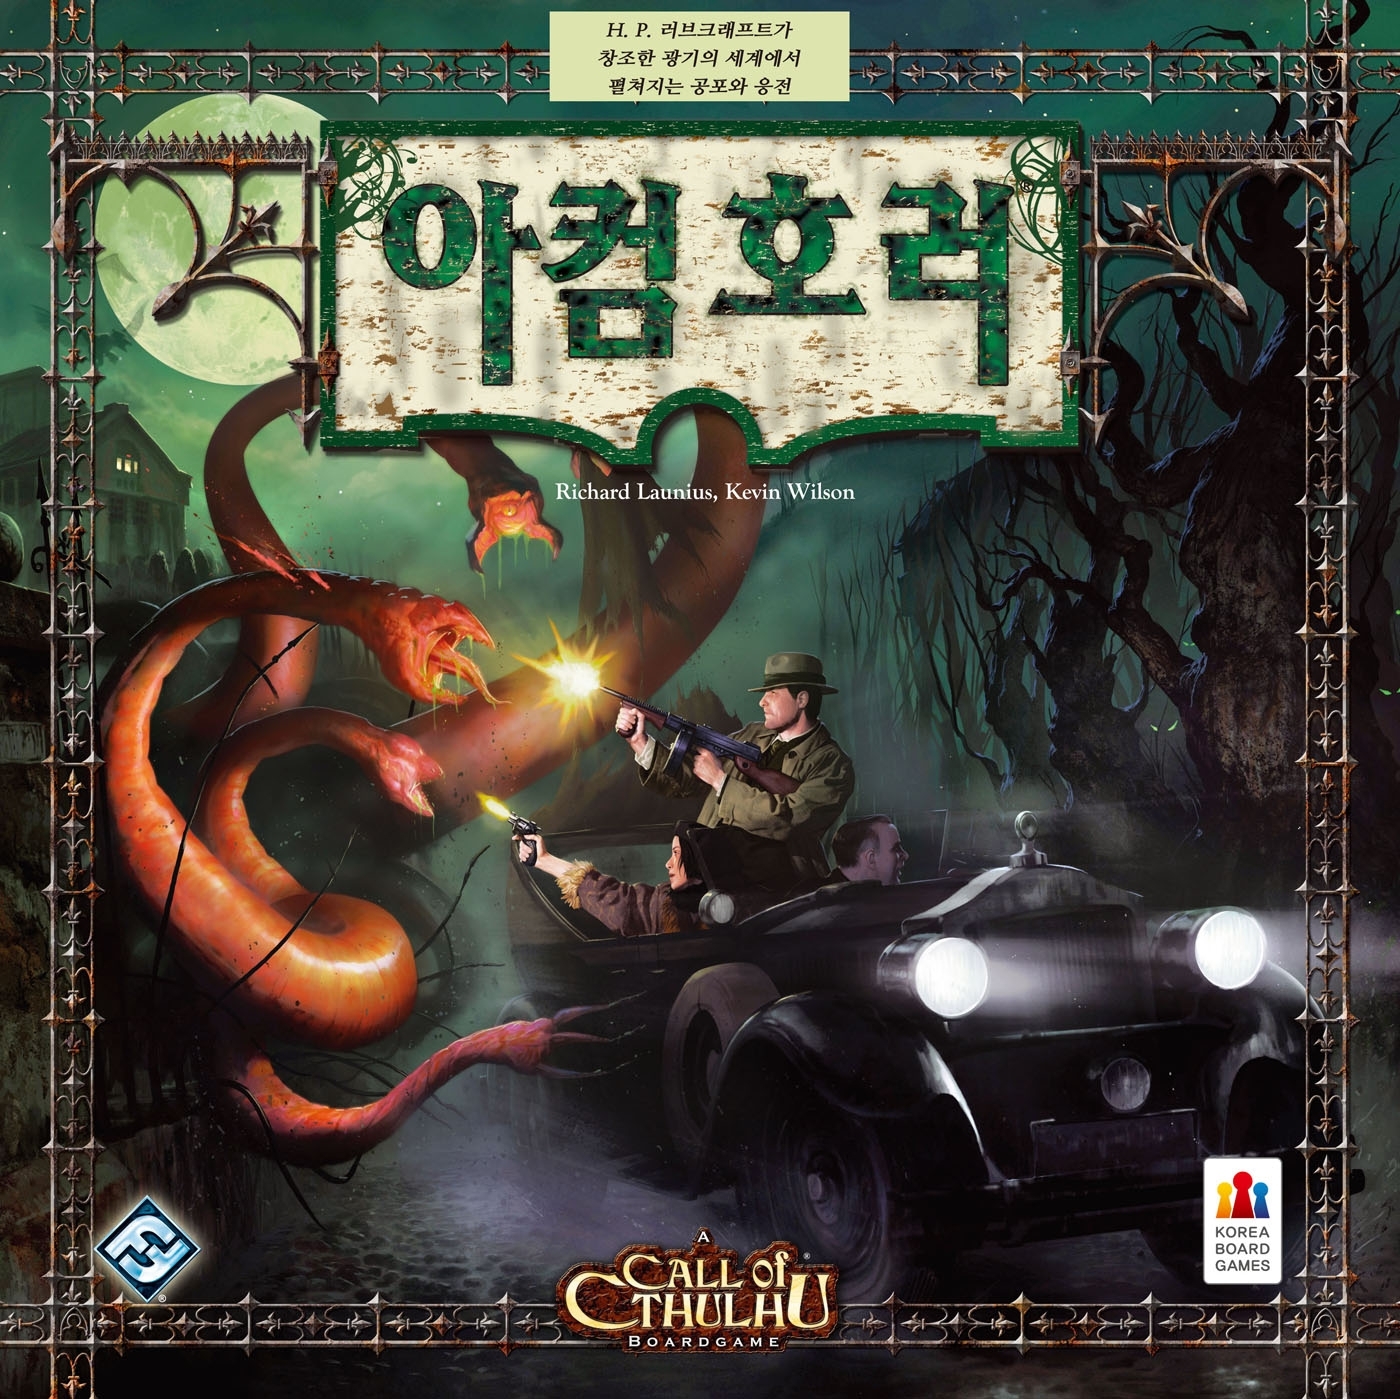 H. P. 러브크래프트가
창조한 광기의 세계에서
펼쳐지는 공포와 응전
아컴 호러®
Richard Launius, Kevin Wilson
A
CALL OF
CTHULHU®
BOARDGAME
KOREA
BOARD
GAMES